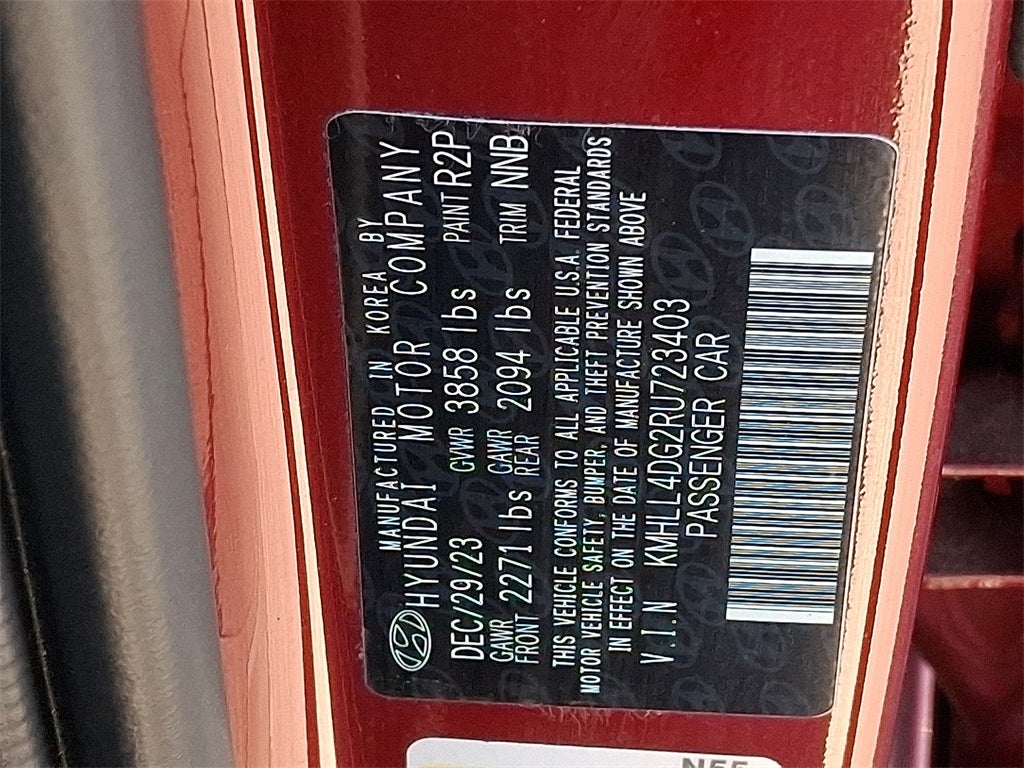 MANUFACTURED IN KOREA BY
HYUNDAI MOTOR COMPANY
DEC/29/23 GVWR 3858 lbs PAINT R2P
GAWR FRONT 2271 lbs GAWR REAR 2094 lbs TRIM NNB
THIS VEHICLE CONFORMS TO ALL APPLICABLE U.S.A. FEDERAL
MOTOR VEHICLE SAFETY, BUMPER, AND THEFT PREVENTION STANDARDS
IN EFFECT ON THE DATE OF MANUFACTURE SHOWN ABOVE
V.I.N KMHLL4DG2RU723403
PASSENGER CAR